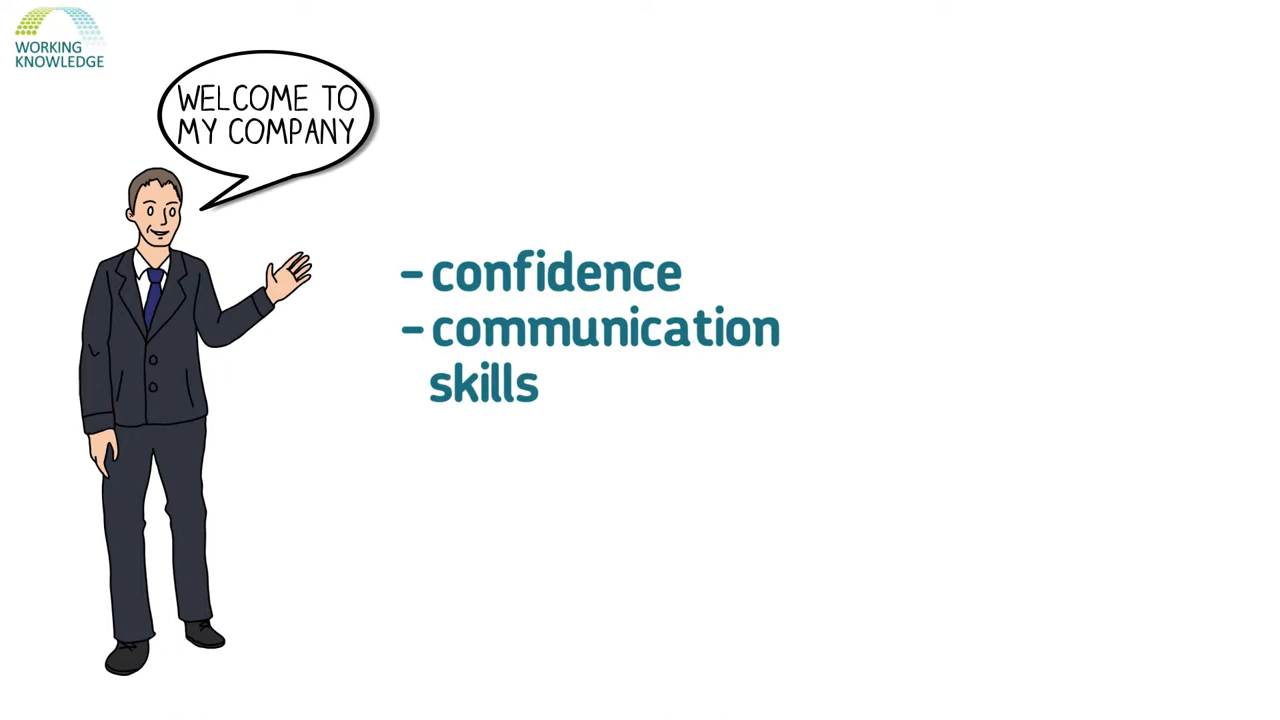 WORKING
KNOWLEDGE
WELCOME TO
MY COMPANY
- confidence
- communication
skills